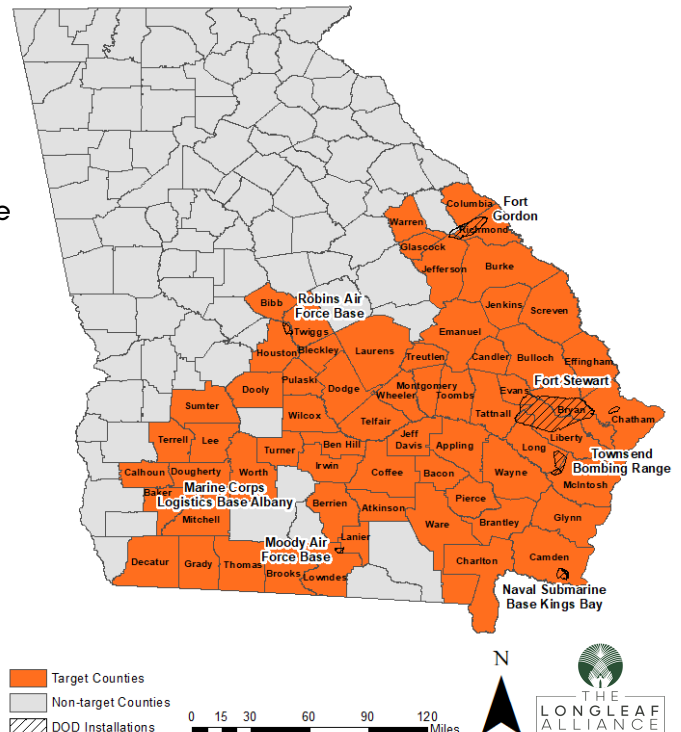 e
Columbia
Fort
Gordon
Warren
Richmond
Glascock
Jefferson
Burke
Bibb
Robins Air
Force Base
Jenkins
Screven
Twiggs
Emanuel
Houston
Bleckley
Laurens
Treutlen
Candler
Bulloch
Effingham
Fort Stewart
Dooly
Pulaski
Dodge
Montgomery
Wheeler
Toombs
Evans
Bryan
Sumter
Wilcox
Telfair
Tattnall
Chatham
Terrell
Lee
Turner
Ben Hill
Jeff
Davis
Appling
Long
Liberty
Townsend
Bombing Range
Calhoun
Dougherty
Worth
Irwin
Coffee
Bacon
Wayne
McIntosh
Baker
Marine Corps
Logistics Base Albany
Berrien
Pierce
Mitchell
Atkinson
Ware
Brantley
Glynn
Moody Air
Force Base
Lanier
Decatur
Grady
Thomas
Brooks
Lowndes
Charlton
Camden
Naval Submarine
Base Kings Bay
Target Counties
Non-target Counties
DOD Installations
0 15 30 60 90 120
Miles
N
THE
LONGLEAF
ALLIANCE